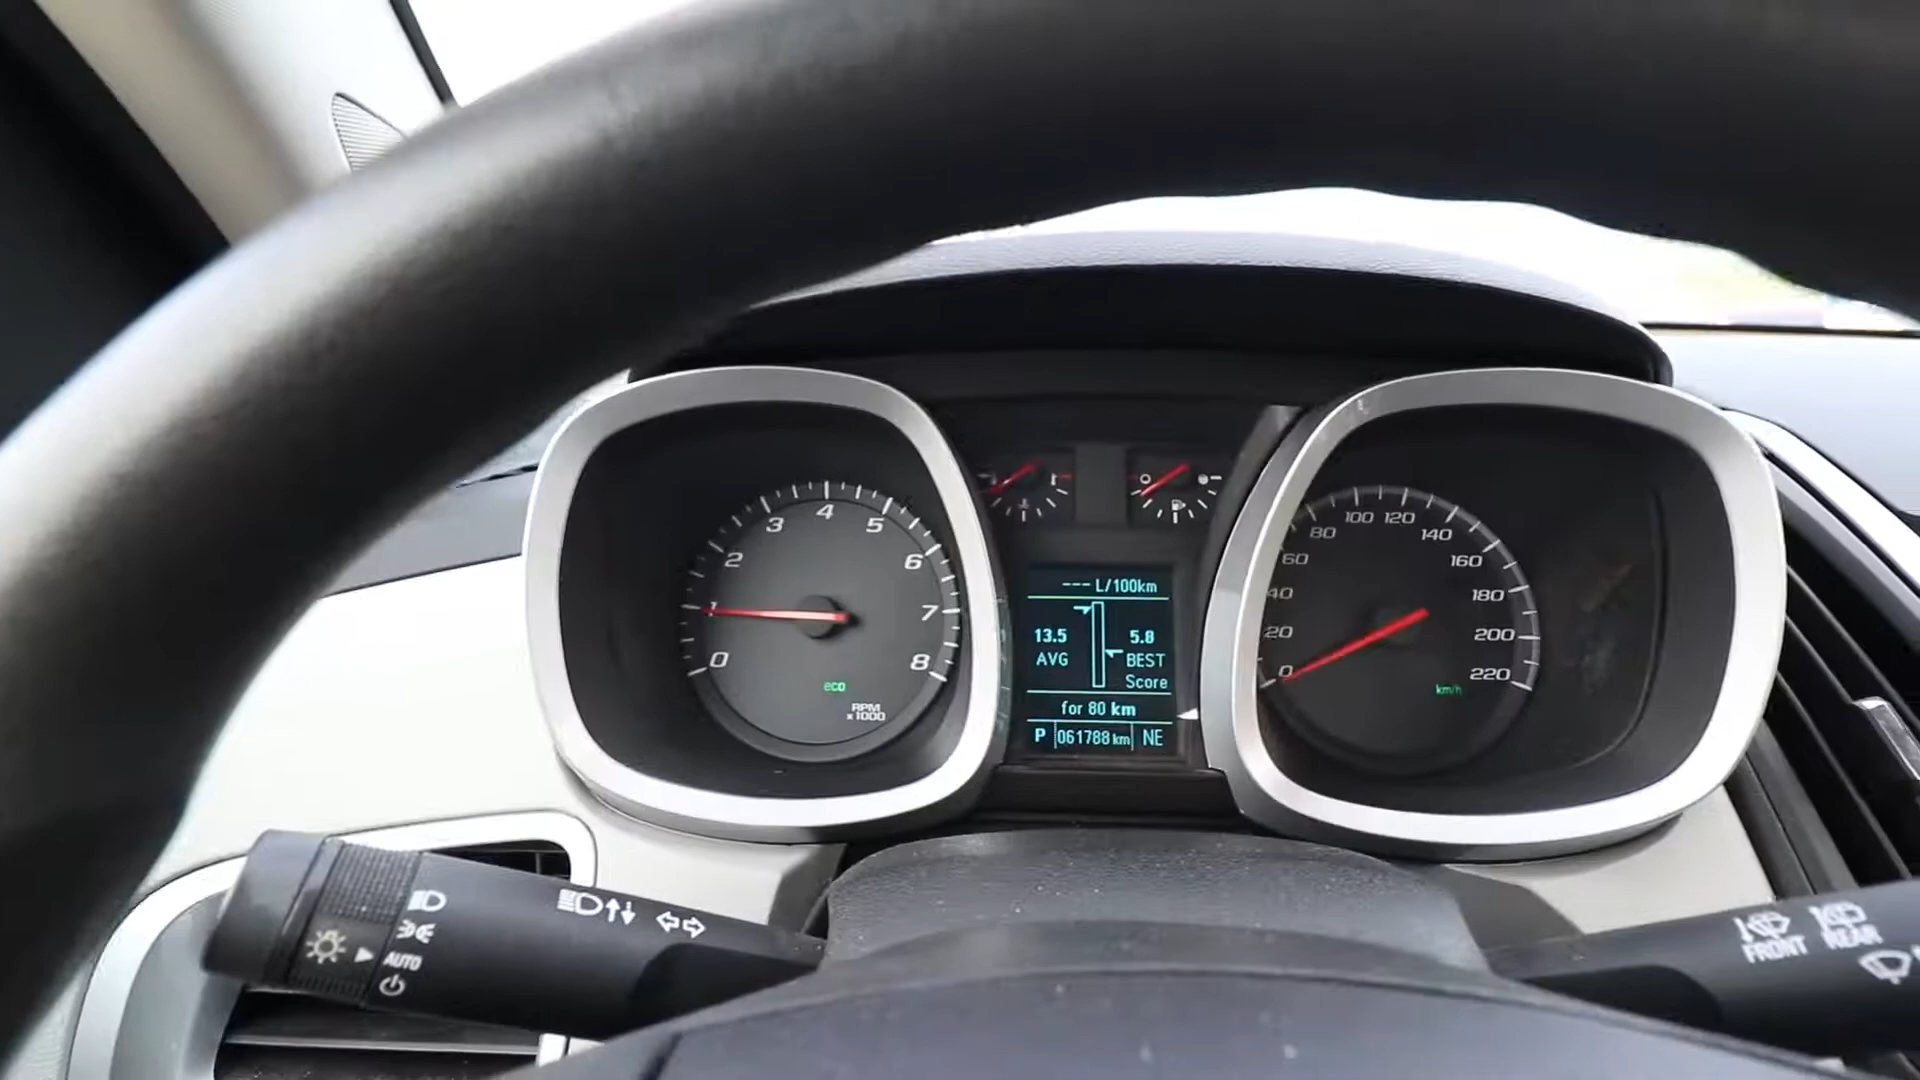 1 2 3 4 5 6 7
0 8
eco
RPM
x1000
--- L/100km
13.5 5.8
AVG BEST
Score
for 80 km
P 061788 km NE
0 20 40 60 80 100 120 140 160 180 200 220
km/h
AUTO
FRONT REAR